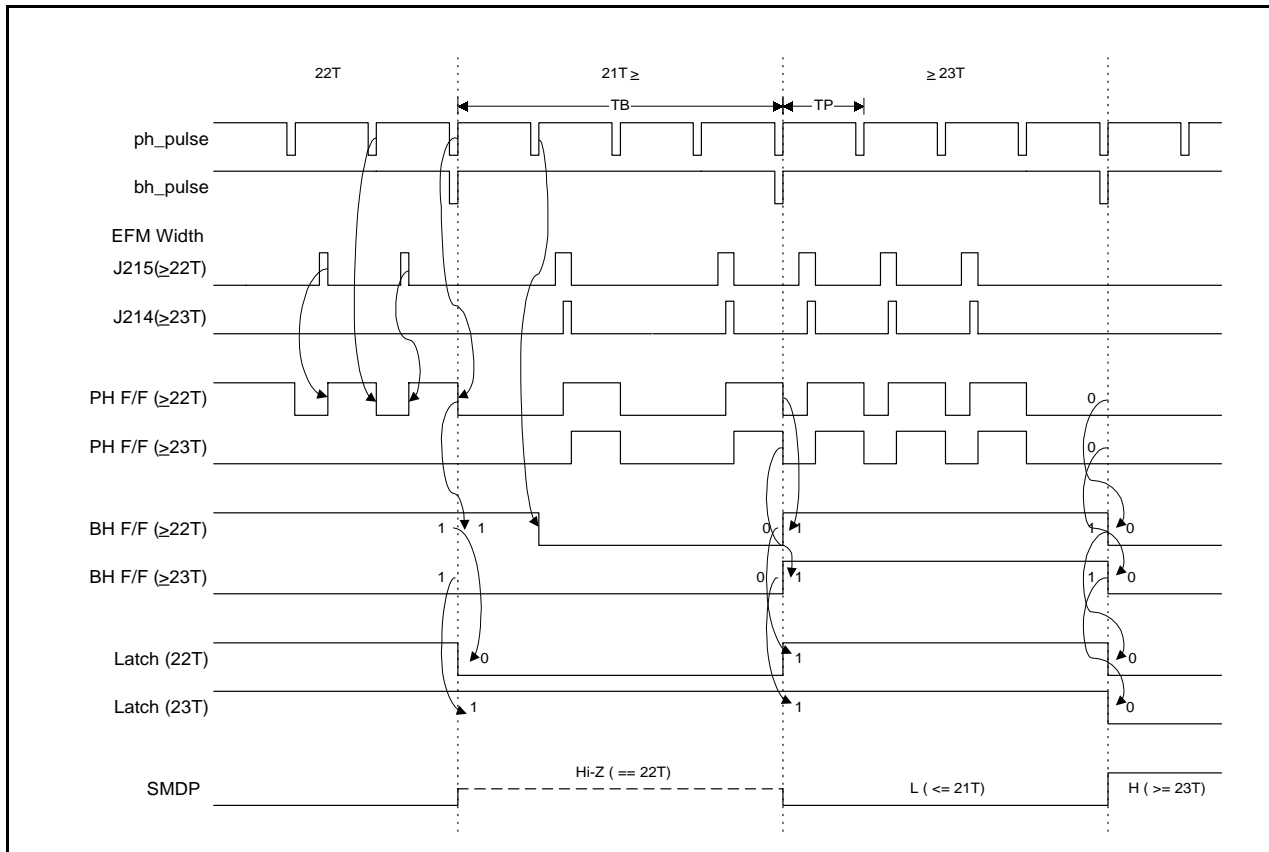 22T 21T ≥ ≥ 23T
TB TP
ph_pulse
bh_pulse
EFM Width
J215(≥22T)
J214(≥23T)
PH F/F (≥22T) 0
PH F/F (≥23T) 0
BH F/F (≥22T) 1 1 0 1 1 0
BH F/F (≥23T) 1 0 1 1 0
Latch (22T) 0 1 0
Latch (23T) 1 1 0
Hi-Z ( == 22T)
SMDP L ( <= 21T) H ( >= 23T)